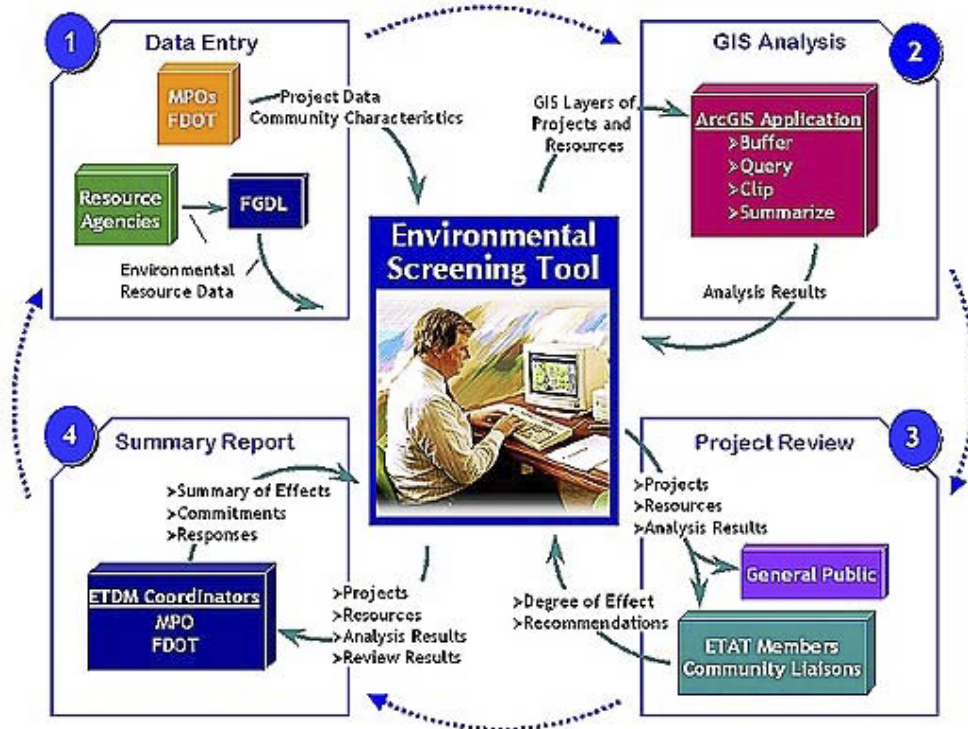 1
Data Entry
MPOs
FDOT
Project Data
Community Characteristics
Resource
Agencies
FGDL
Environmental
Resource Data
GIS Analysis
2
GIS Layers of
Projects and
Resources
ArcGIS Application
>Buffer
>Query
>Clip
>Summarize
Analysis Results
Environmental
Screening Tool
4
Summary Report
>Summary of Effects
>Commitments
>Responses
ETDM Coordinators
MPO
FDOT
>Projects
>Resources
>Analysis Results
>Review Results
Project Review
3
>Projects
>Resources
>Analysis Results
General Public
>Degree of Effect
>Recommendations
ETAT Members
Community Liaisons